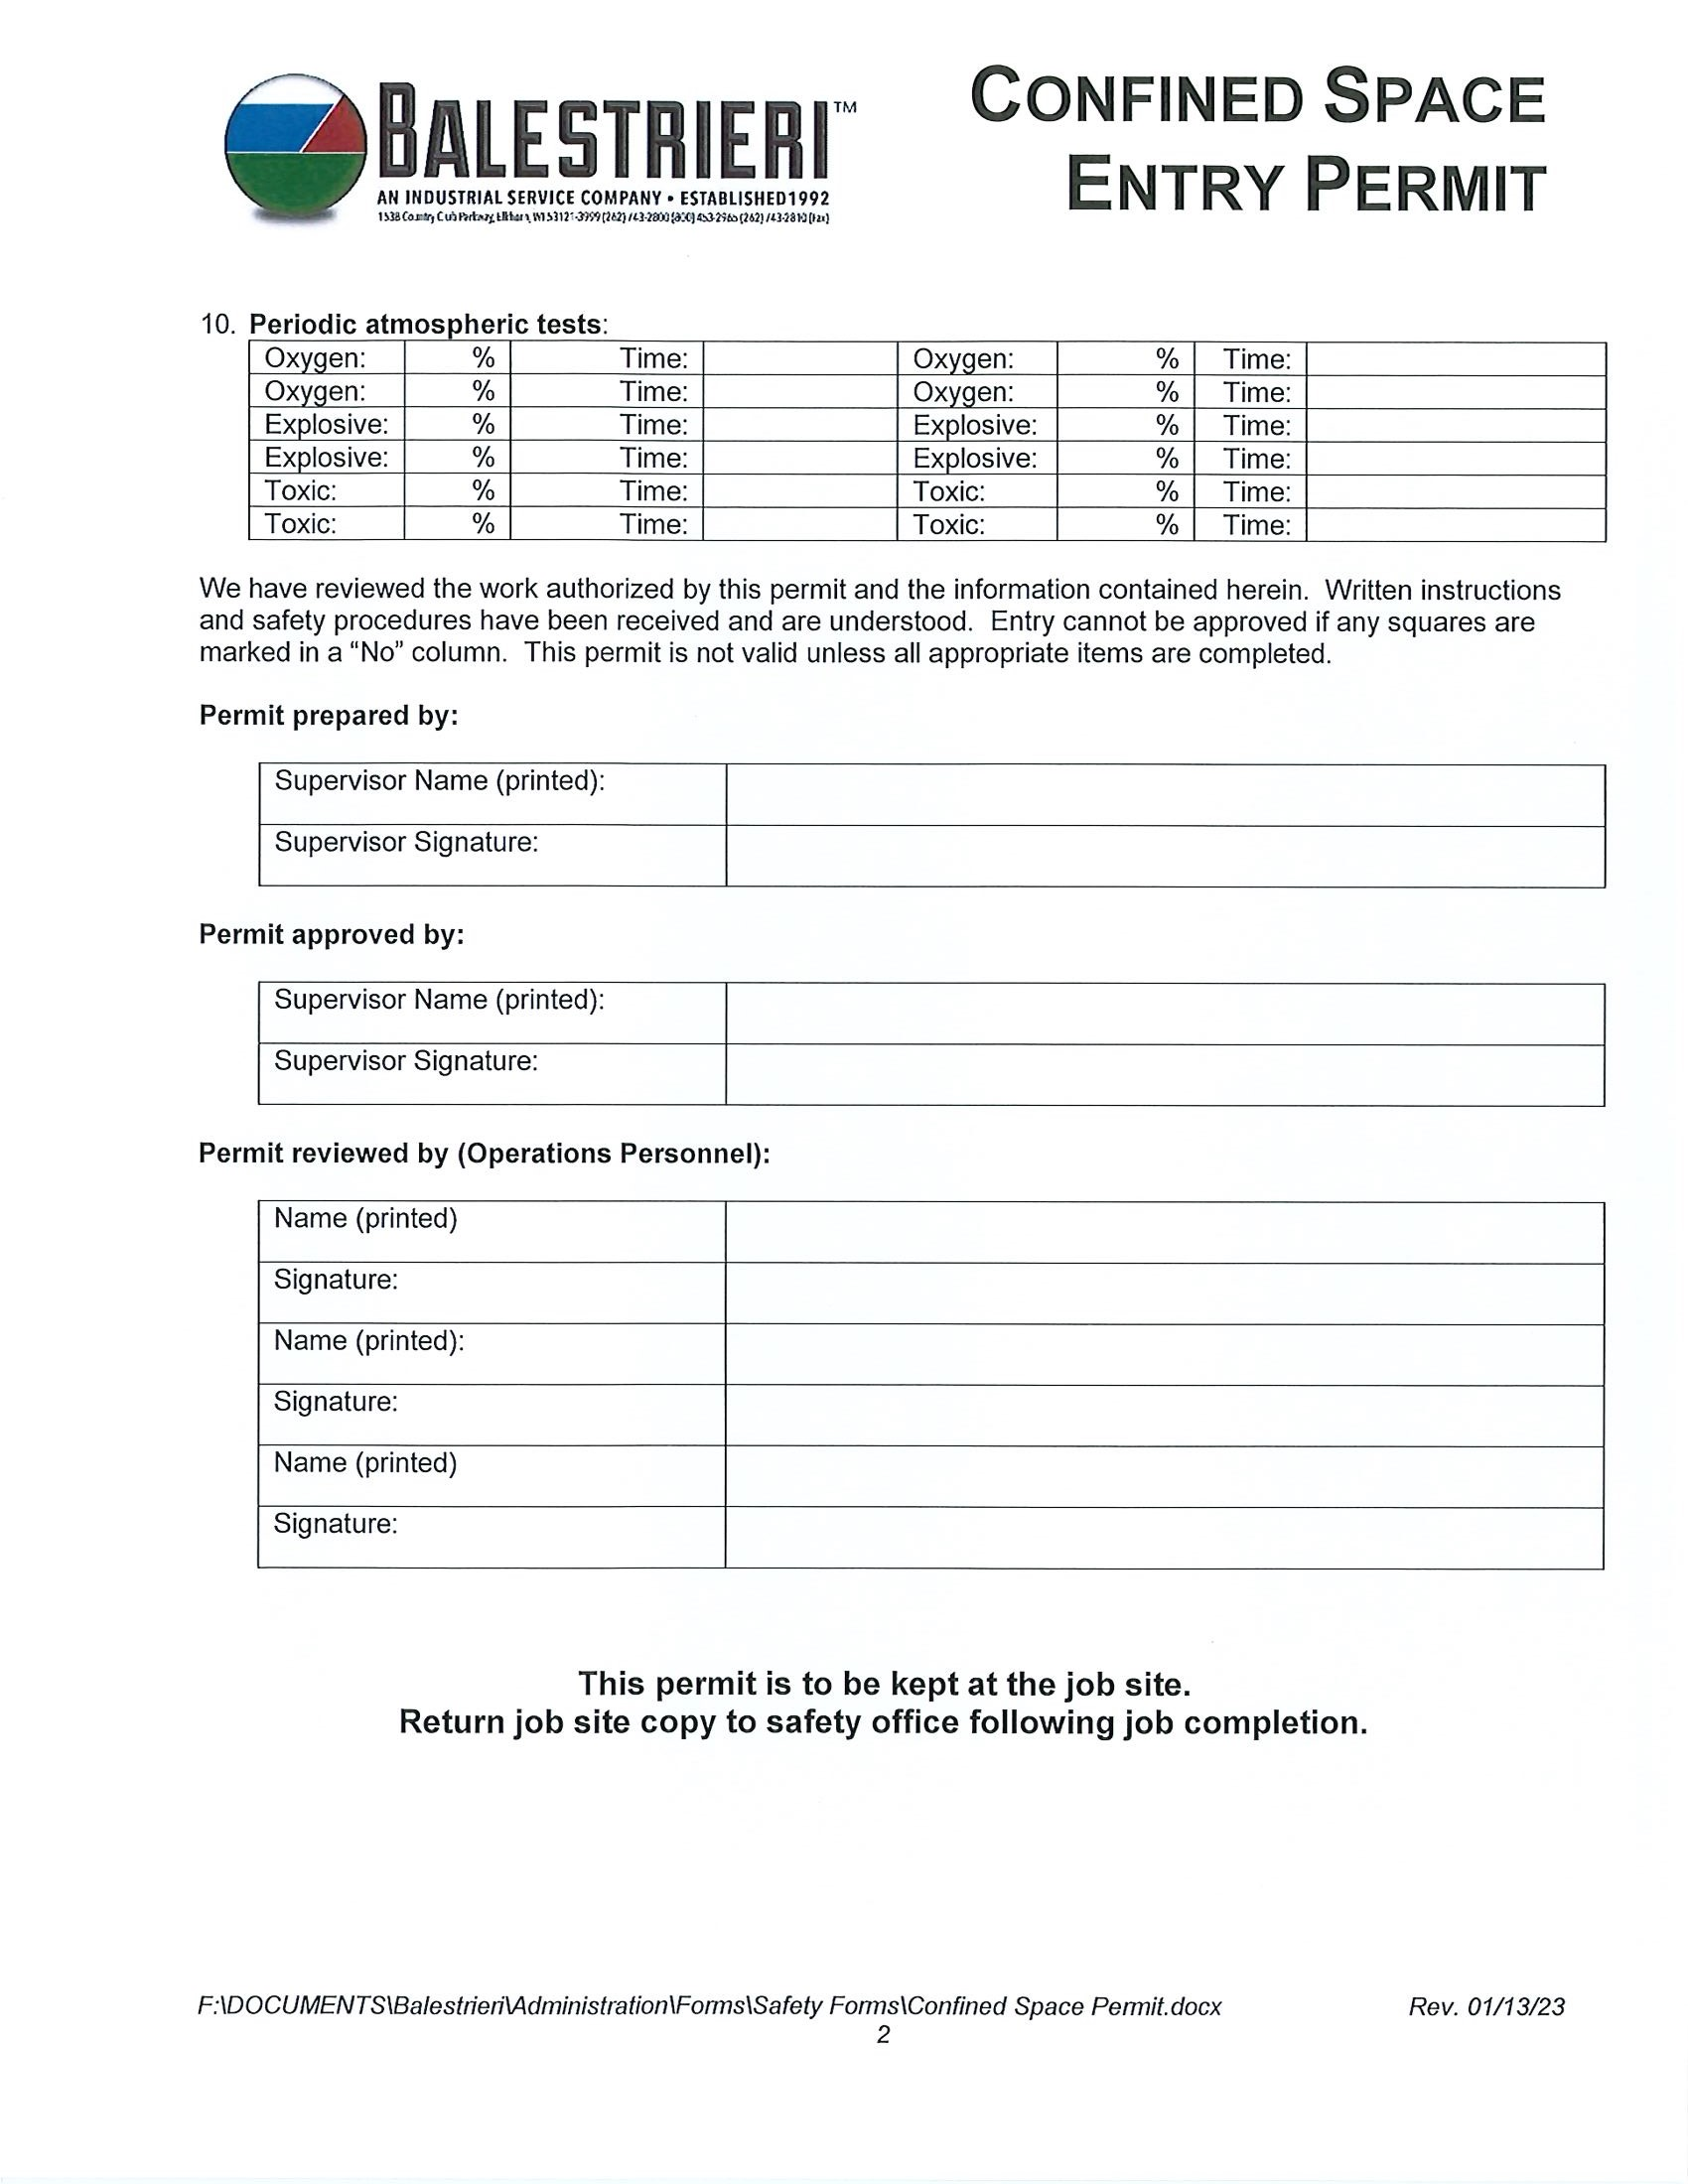 BALESTRIERI™
AN INDUSTRIAL SERVICE COMPANY • ESTABLISHED1992
CONFINED SPACE
ENTRY PERMIT
10. Periodic atmospheric tests:
Oxygen: % Time: Oxygen: % Time:
Oxygen: % Time: Oxygen: % Time:
Explosive: % Time: Explosive: % Time:
Explosive: % Time: Explosive: % Time:
Toxic: % Time: Toxic: % Time:
Toxic: % Time: Toxic: % Time:
We have reviewed the work authorized by this permit and the information contained herein. Written instructions
and safety procedures have been received and are understood. Entry cannot be approved if any squares are
marked in a “No” column. This permit is not valid unless all appropriate items are completed.
Permit prepared by:
Supervisor Name (printed):
Supervisor Signature:
Permit approved by:
Supervisor Name (printed):
Supervisor Signature:
Permit reviewed by (Operations Personnel):
Name (printed)
Signature:
Name (printed):
Signature:
Name (printed)
Signature:
This permit is to be kept at the job site.
Return job site copy to safety office following job completion.
F:\DOCUMENTS\Balestrieri\Administration\Forms\Safety Forms\Confined Space Permit.docx Rev. 01/13/23
2